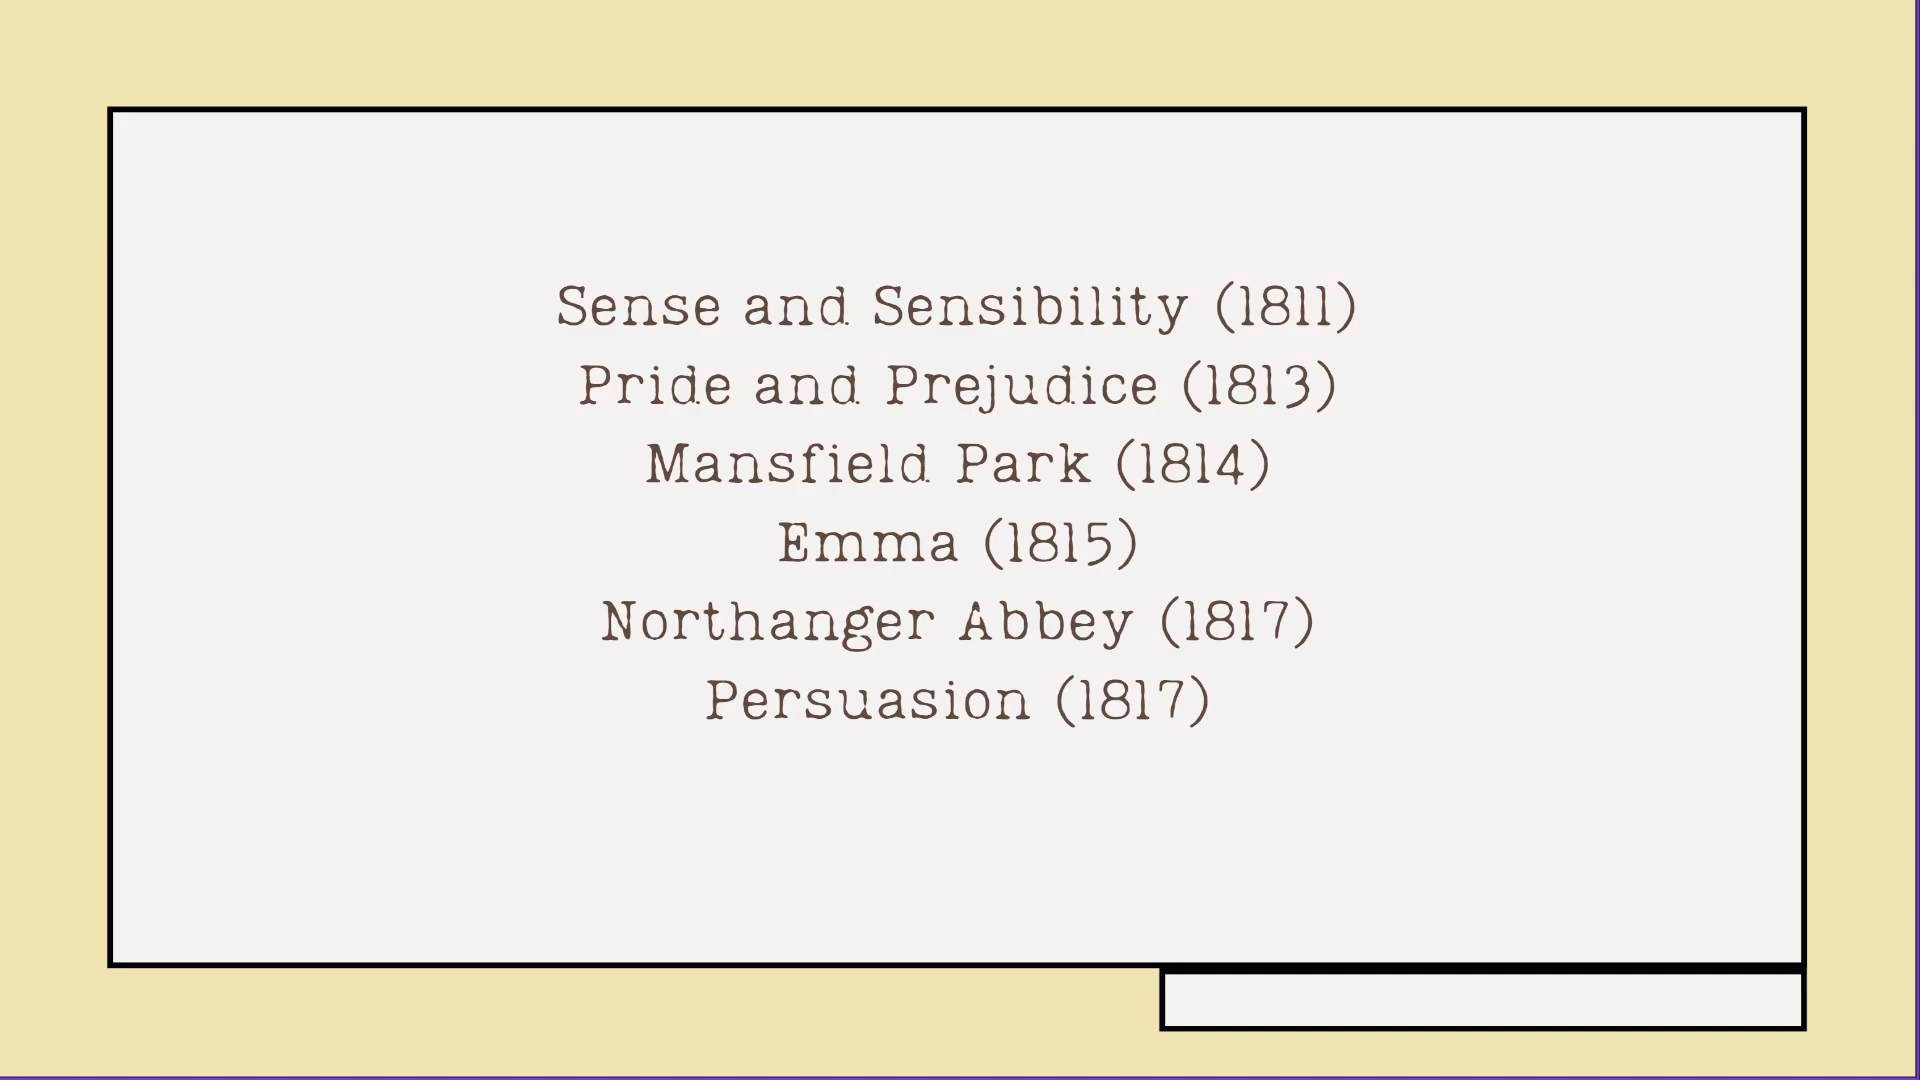 Sense and Sensibility (1811)
Pride and Prejudice (1813)
Mansfield Park (1814)
Emma (1815)
Northanger Abbey (1817)
Persuasion (1817)